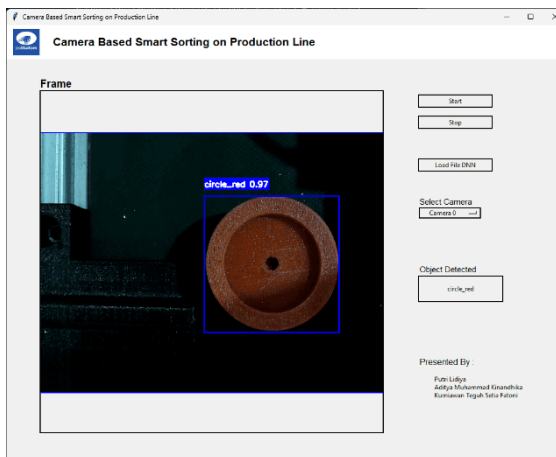 Camera Based Smart Sorting on Production Line
Camera Based Smart Sorting on Production Line
Frame
circle_red 0.97
Start
Stop
Load File DNN
Select Camera
Camera 0
Object Detected
circle_red
Presented By :
Putri Lidiya
Aditya Muhammad Kinandhika
Kurniawan Tegah Setia Fatoni